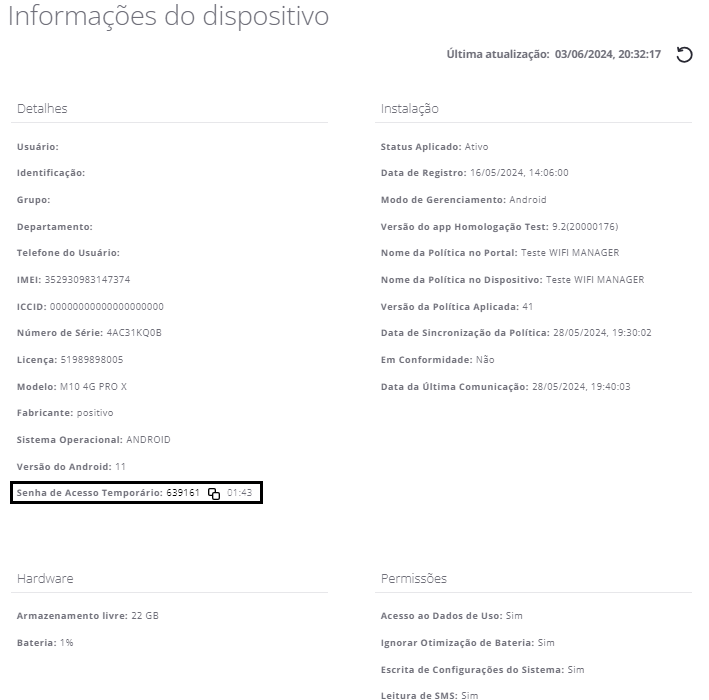 Informações do dispositivo
Última atualização: 03/06/2024, 20:32:17
Detalhes
Usuário:
Identificação:
Grupo:
Departamento:
Telefone do Usuário:
IMEI: 352930983147374
ICCID: 00000000000000000000
Número de Série: 4AC31KQ0B
Licença: 51989898005
Modelo: M10 4G PRO X
Fabricante: positivo
Sistema Operacional: ANDROID
Versão do Android: 11
Senha de Acesso Temporário: 639161 01:43
Instalação
Status Aplicado: Ativo
Data de Registro: 16/05/2024, 14:06:00
Modo de Gerenciamento: Android
Versão do app Homologação Test: 9.2(20000176)
Nome da Política no Portal: Teste WIFI MANAGER
Nome da Política no Dispositivo: Teste WIFI MANAGER
Versão da Política Aplicada: 41
Data de Sincronização da Política: 28/05/2024, 19:30:02
Em Conformidade: Não
Data da Última Comunicação: 28/05/2024, 19:40:03
Hardware
Armazenamento livre: 22 GB
Bateria: 1%
Permissões
Acesso ao Dados de Uso: Sim
Ignorar Otimização de Bateria: Sim
Escrita de Configurações do Sistema: Sim
Leitura de SMS: Sim